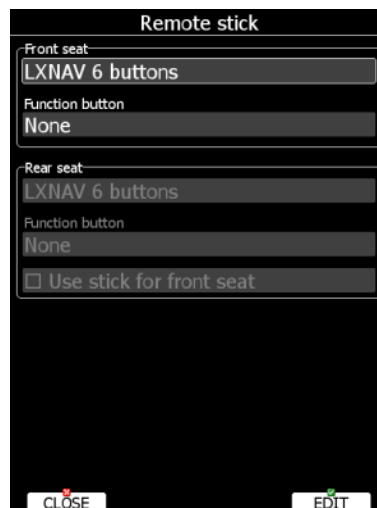 Remote stick
Front seat
LXNAV 6 buttons
Function button
None
Rear seat
LXNAV 6 buttons
Function button
None
Use stick for front seat
CLOSE
EDIT